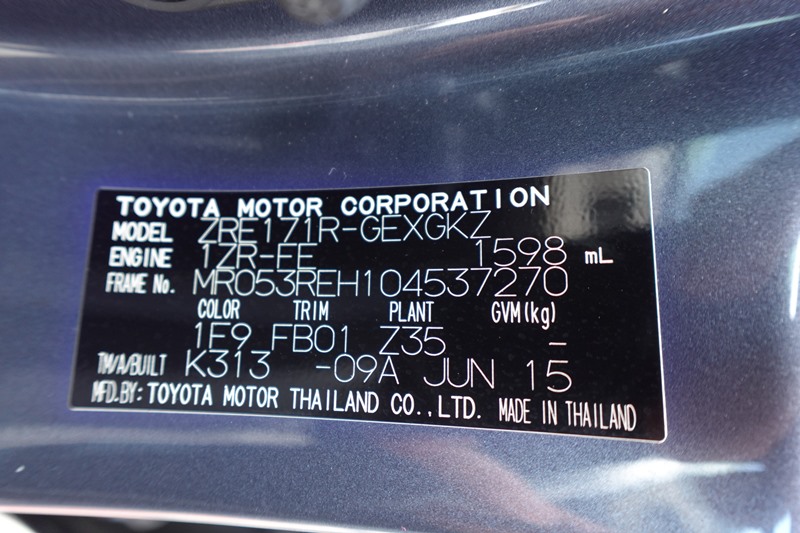 TOYOTA MOTOR CORPORATION
MODEL ZRE171R-GEXGKZ
ENGINE 1ZR-FE 1598 mL
FRAME No. MR053REH104537270
COLOR TRIM PLANT GVM(kg)
1F9 FB01 Z35 -
TM/A/BUILT K313 -09A JUN 15
MFD.BY: TOYOTA MOTOR THAILAND CO.,LTD. MADE IN THAILAND